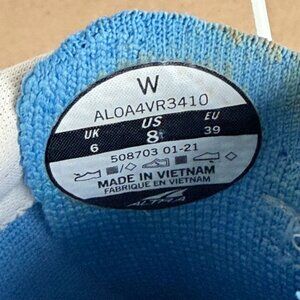 W
AL0A4VR3410
UK US EU
6 8 39
508703 01-21
MADE IN VIETNAM
FABRIQUE EN VIETNAM
ALTRA